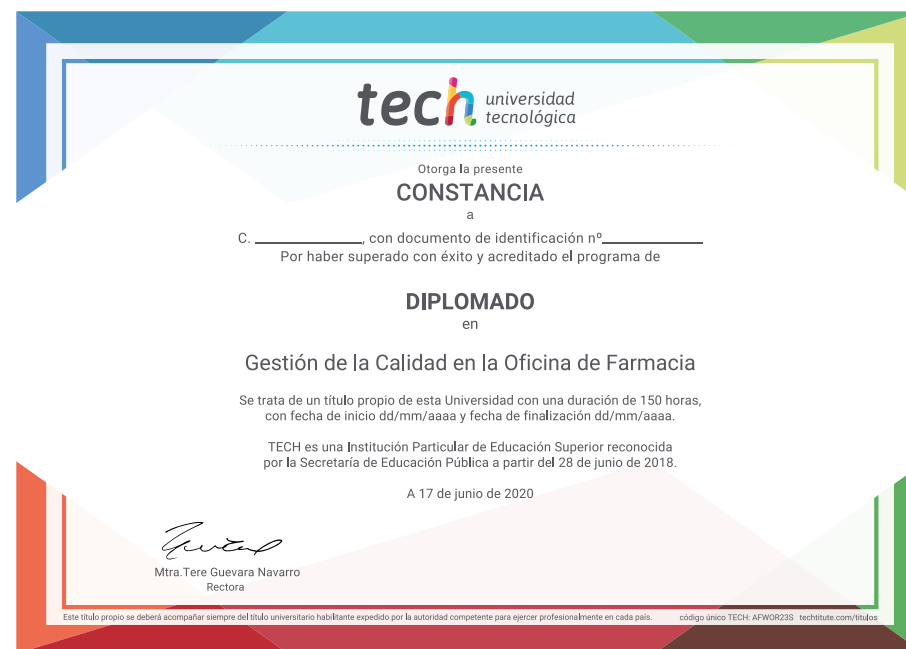 tech universidad
tecnológica
Otorga la presente
CONSTANCIA
a
C. ____________, con documento de identificación nº____________
Por haber superado con éxito y acreditado el programa de
DIPLOMADO
en
Gestión de la Calidad en la Oficina de Farmacia
Se trata de un título propio de esta Universidad con una duración de 150 horas,
con fecha de inicio dd/mm/aaaa y fecha de finalización dd/mm/aaaa.
TECH es una Institución Particular de Educación Superior reconocida
por la Secretaría de Educación Pública a partir del 28 de junio de 2018.
A 17 de junio de 2020
Mtra.Tere Guevara Navarro
Rectora
Este título propio se deberá acompañar siempre del título universitario habilitante expedido por la autoridad competente para ejercer profesionalmente en cada país. código único TECH: AFWOR23S techtitute.com/titulos